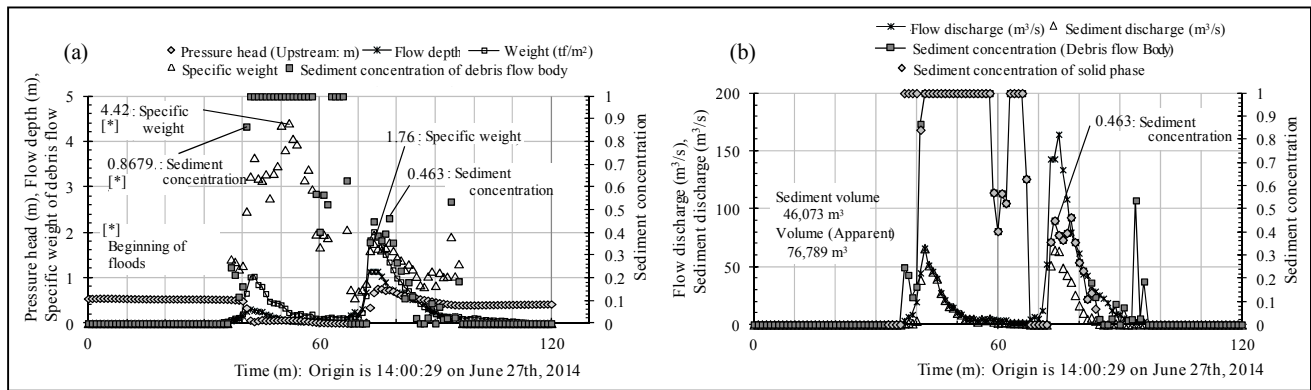 (a)
Pressure head (Upstream: m) Flow depth Weight (tf/m²)
Specific weight Sediment concentration of debris flow body
Pressure head (m), Flow depth (m),
Specific weight of debris flow
5
4
3
2
1
0
4.42: Specific
[*] weight
0.8679.: Sediment
[*] concentration
[*]
Beginning of
floods
1.76: Specific weight
0.463: Sediment
concentration
1
0.9
0.8
0.7
0.6
0.5
0.4
0.3
0.2
0.1
0
Sediment concentration
0 60 120
Time (m): Origin is 14:00:29 on June 27th, 2014
(b)
Flow discharge (m³/s) Sediment discharge (m³/s)
Sediment concentration (Debris flow Body)
Sediment concentration of solid phase
Flow discharge (m³/s),
Sediment discharge (m³/s)
200
150
100
50
0
Sediment volume
46,073 m³
Volume (Apparent)
76,789 m³
0.463: Sediment
concentration
1
0.9
0.8
0.7
0.6
0.5
0.4
0.3
0.2
0.1
0
Sediment concentration
0 60 120
Time (m): Origin is 14:00:29 on June 27th, 2014